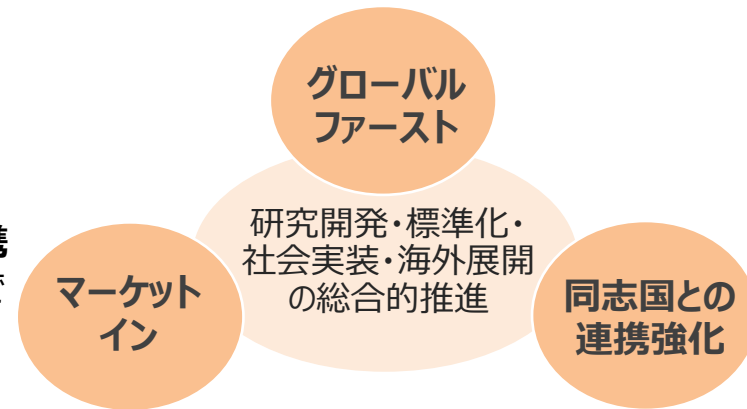 グローバル
ファースト
研究開発・標準化・
社会実装・海外展開
の総合的推進
マーケット
イン
同志国との
連携強化